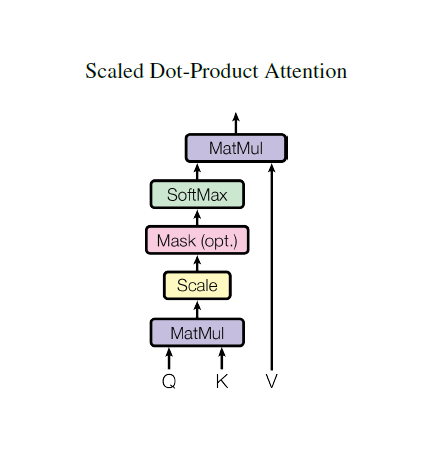 Scaled Dot-Product Attention
MatMul
SoftMax
Mask (opt.)
Scale
MatMul
Q K V